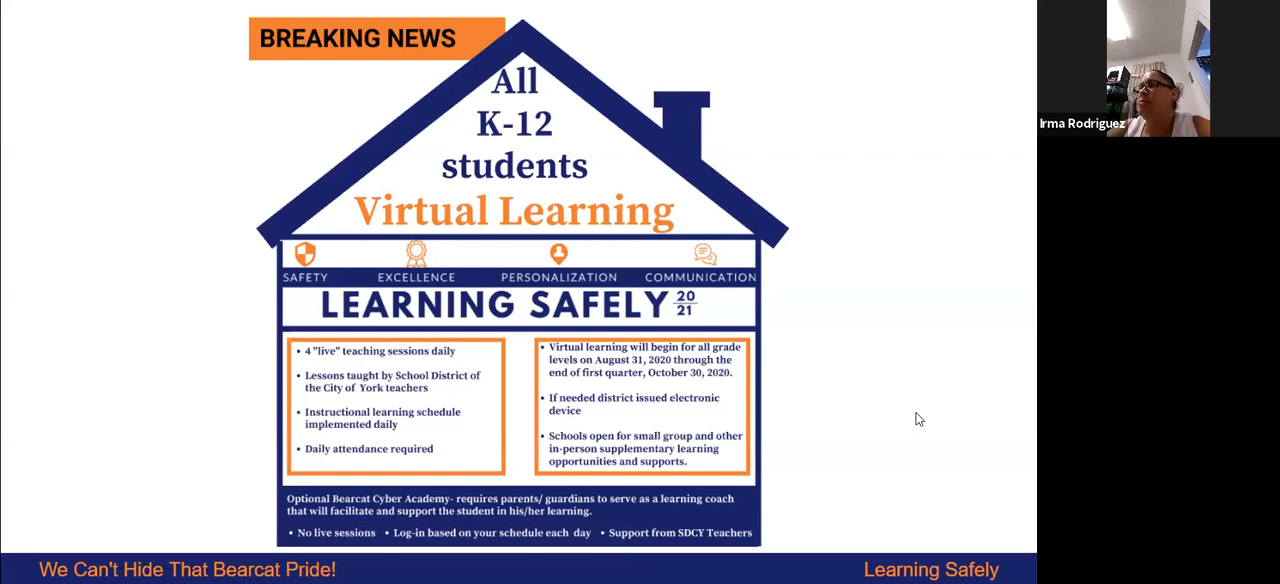 BREAKING NEWS
All
K-12
students
Virtual Learning
SAFETY EXCELLENCE PERSONALIZATION COMMUNICATION
LEARNING SAFELY 20
21
• 4 "live" teaching sessions daily
• Lessons taught by School District of
the City of York teachers
• Instructional learning schedule
implemented daily
• Daily attendance required
• Virtual learning will begin for all grade
levels on August 31, 2020 through the
end of first quarter, October 30, 2020.
• If needed district issued electronic
device
• Schools open for small group and other
in-person supplementary learning
opportunities and supports.
Optional Bearcat Cyber Academy- requires parents/ guardians to serve as a learning coach
that will facilitate and support the student in his/her learning.
• No live sessions • Log-in based on your schedule each day • Support from SDCY Teachers
We Can't Hide That Bearcat Pride!
Learning Safely
Irma Rodriguez